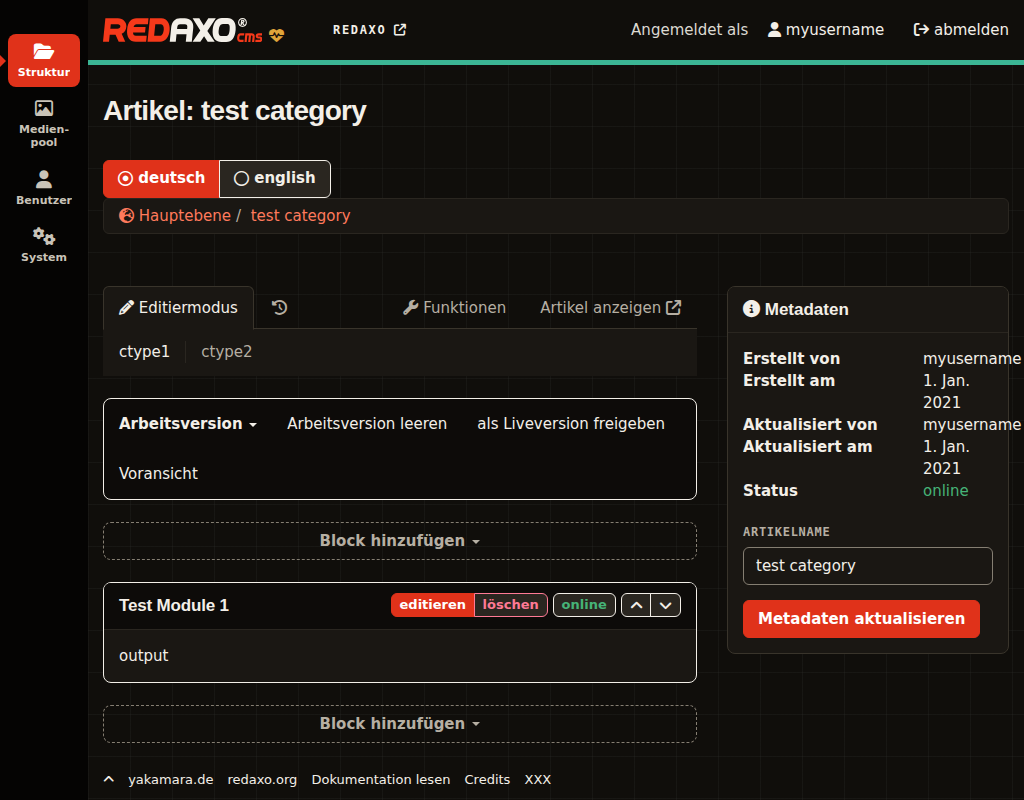 REDAXO® cms
REDAXO
Angemeldet als myusername abmelden
Struktur
Medien-
pool
Benutzer
System
Artikel: test category
deutsch english
Hauptebene / test category
Editiermodus Funktionen Artikel anzeigen
ctype1 ctype2
Arbeitsversion Arbeitsversion leeren als Liveversion freigeben
Voransicht
Block hinzufügen
Test Module 1 editieren löschen online
output
Block hinzufügen
Metadaten
Erstellt von myusername
Erstellt am 1. Jan.
2021
Aktualisiert von myusername
Aktualisiert am 1. Jan.
2021
Status online
ARTIKELNAME
test category
Metadaten aktualisieren
yakamara.de redaxo.org Dokumentation lesen Credits XXX